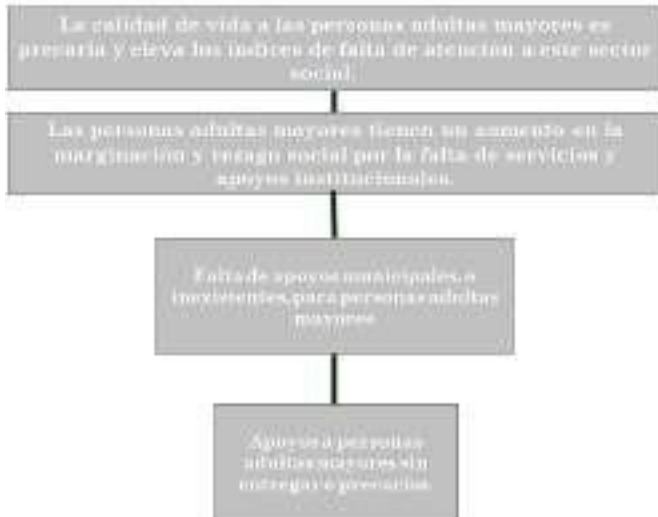 La calidad de vida a las personas adultas mayores es
precaria y eleva los indices de falta de atención a este sector
social.
Las personas adultas mayores tienen un aumento en la
marginación y rezago social por la falta de servicios y
apoyos institucionales.
Falta de apoyos municipales, o
inexistentes, para personas adultas
mayores
Apoyos a personas
adultas mayores sin
entregar o precarios